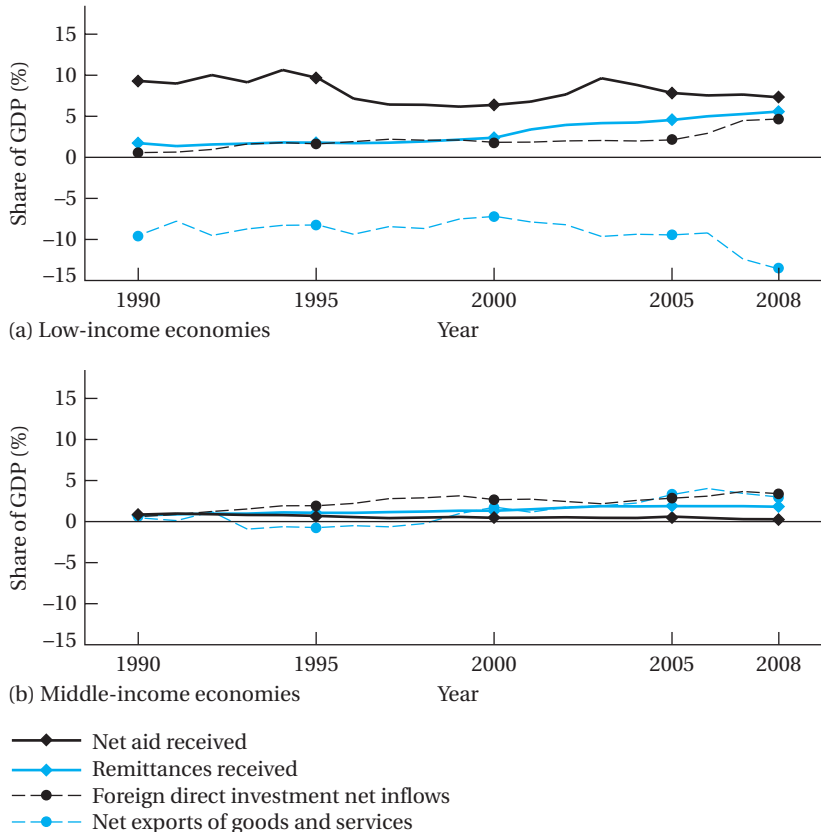 15
10
5
0
−5
−10
−15
Share of GDP (%)
1990 1995 2000 2005 2008
(a) Low-income economies Year
15
10
5
0
−5
−10
−15
Share of GDP (%)
1990 1995 2000 2005 2008
(b) Middle-income economies Year
Net aid received
Remittances received
Foreign direct investment net inflows
Net exports of goods and services